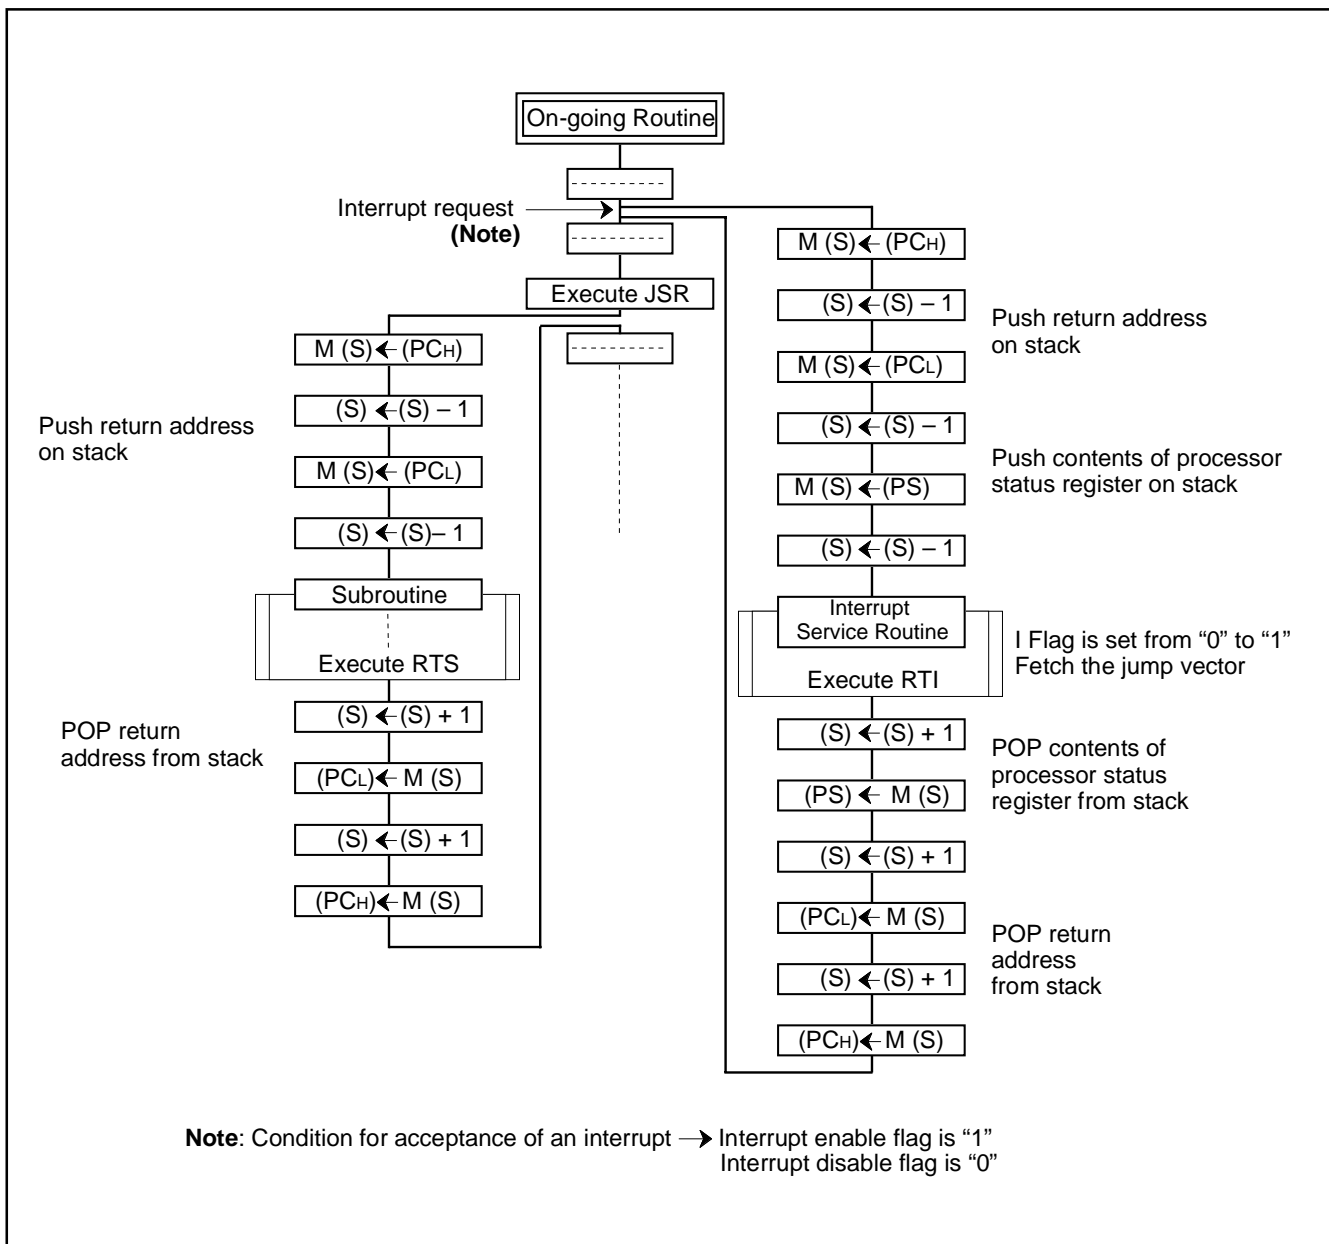 On-going Routine
Interrupt request
(Note)
Execute JSR
M (S) ← (PCH)
(S) ← (S) – 1
M (S) ← (PCL)
(S) ← (S)– 1
Push return address
on stack
Subroutine
Execute RTS
(S) ← (S) + 1
(PCL) ← M (S)
(S) ← (S) + 1
(PCH) ← M (S)
POP return
address from stack
M (S) ← (PCH)
(S) ← (S) – 1
M (S) ← (PCL)
(S) ← (S) – 1
M (S) ← (PS)
(S) ← (S) – 1
Push return address
on stack
Push contents of processor
status register on stack
Interrupt
Service Routine
Execute RTI
I Flag is set from “0” to “1”
Fetch the jump vector
(S) ← (S) + 1
(PS) ← M (S)
(S) ← (S) + 1
(PCL) ← M (S)
(S) ← (S) + 1
(PCH) ← M (S)
POP contents of
processor status
register from stack
POP return
address
from stack
Note: Condition for acceptance of an interrupt → Interrupt enable flag is “1”
Interrupt disable flag is “0”